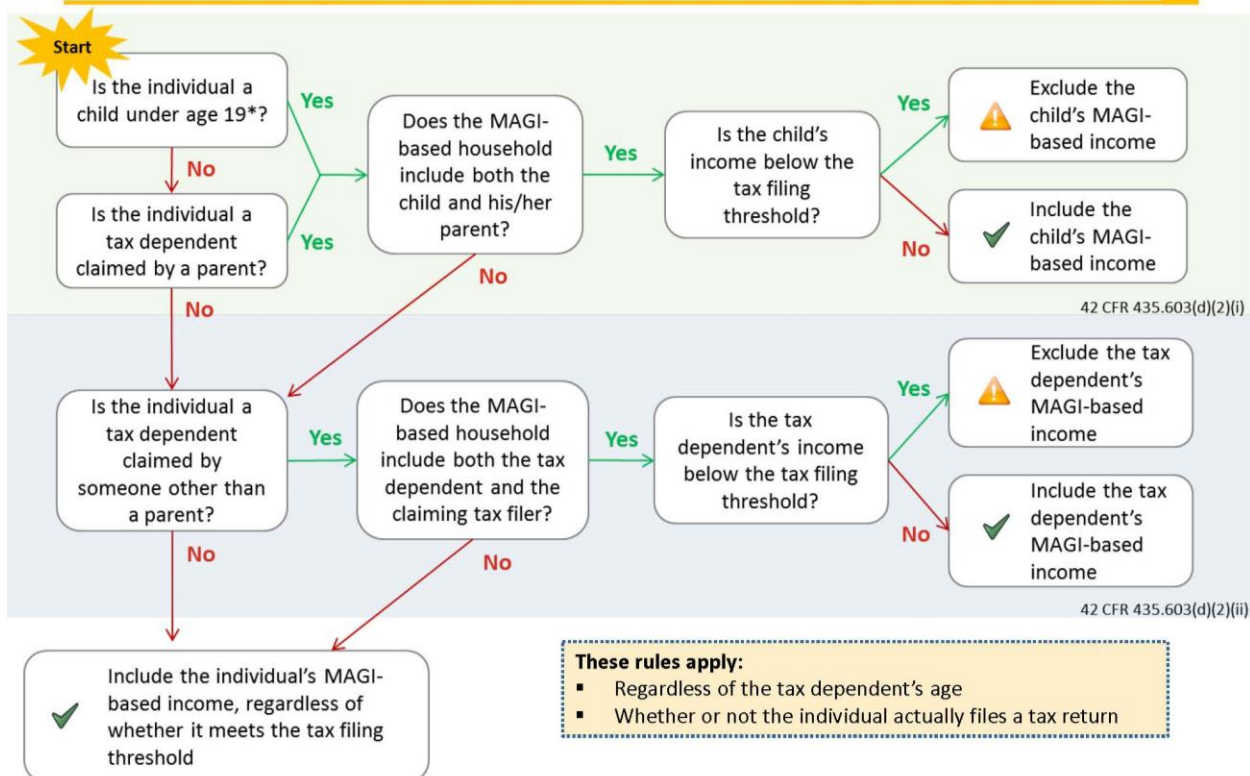 Start
Is the individual a
child under age 19*?
Yes
No
Is the individual a
tax dependent
claimed by a parent?
Yes
No
Does the MAGI-
based household
include both the
child and his/her
parent?
Yes
No
Is the child's
income below the
tax filing
threshold?
Yes
No
Exclude the
child's MAGI-
based income
Include the
child's MAGI-
based income
42 CFR 435.603(d)(2)(i)
Is the individual a
tax dependent
claimed by
someone other than
a parent?
Yes
No
Does the MAGI-
based household
include both the tax
dependent and the
claiming tax filer?
Yes
No
Is the tax
dependent's income
below the tax filing
threshold?
Yes
No
Exclude the tax
dependent's
MAGI-based
income
Include the tax
dependent's
MAGI-based
income
42 CFR 435.603(d)(2)(ii)
Include the individual's MAGI-
based income, regardless of
whether it meets the tax filing
threshold
These rules apply:
▪ Regardless of the tax dependent's age
▪ Whether or not the individual actually files a tax return